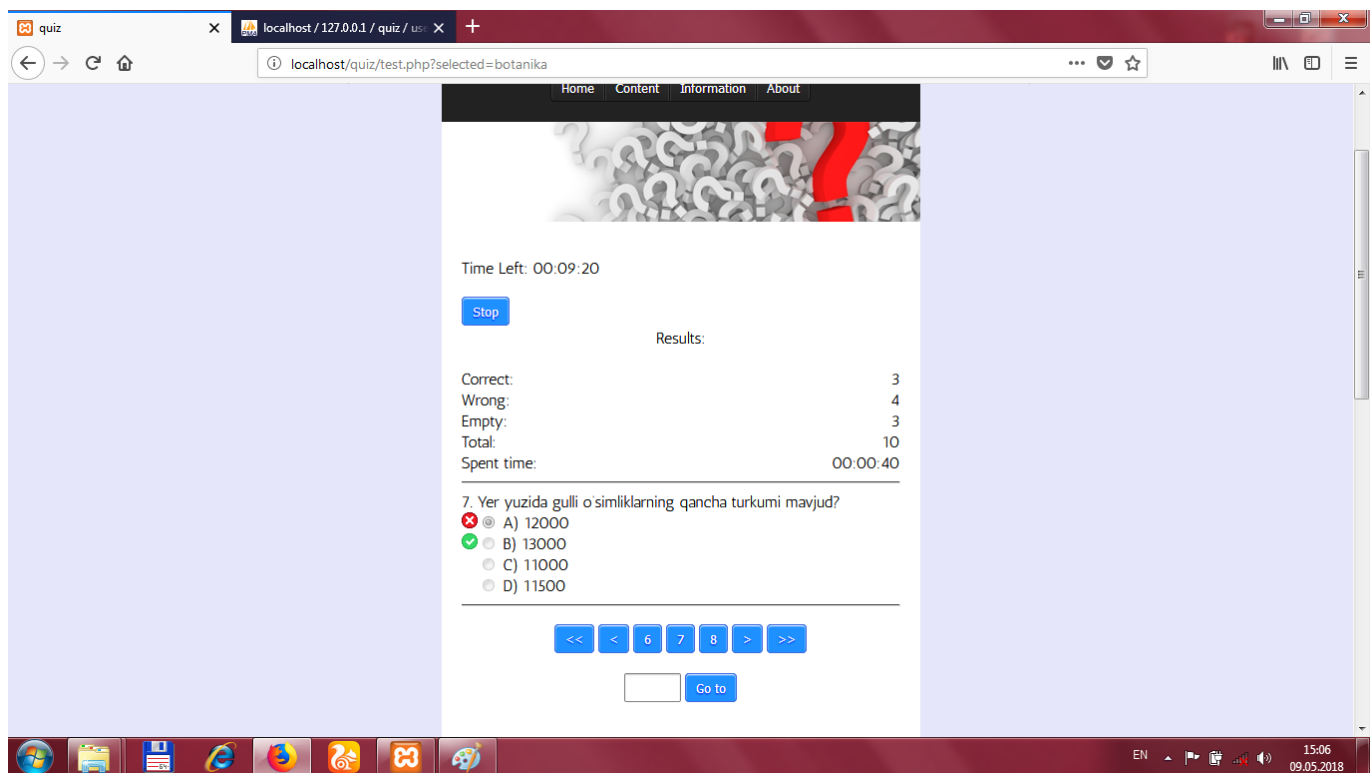 quiz
localhost / 127.0.0.1 / quiz / use
localhost/quiz/test.php?selected=botanika
Home Content Information About
Time Left: 00:09:20
Stop
Results:
Correct: 3
Wrong: 4
Empty: 3
Total: 10
Spent time: 00:00:40
7. Yer yuzida gulli o'simliklarning qancha turkumi mavjud?
A) 12000
B) 13000
C) 11000
D) 11500
<< < 6 7 8 > >>
Go to
EN
15:06
09.05.2018